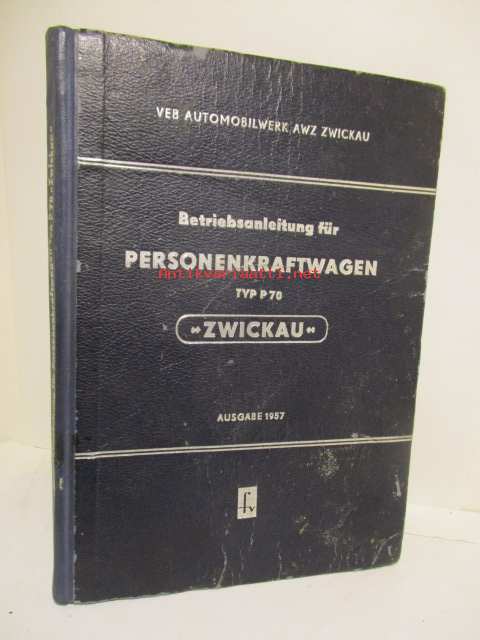 VEB AUTOMOBILWERK AWZ ZWICKAU
Betriebsanleitung für
PERSONENKRAFTWAGEN
Antikvariaatti.net
TYP P 70
»ZWICKAU«
AUSGABE 1957
fv